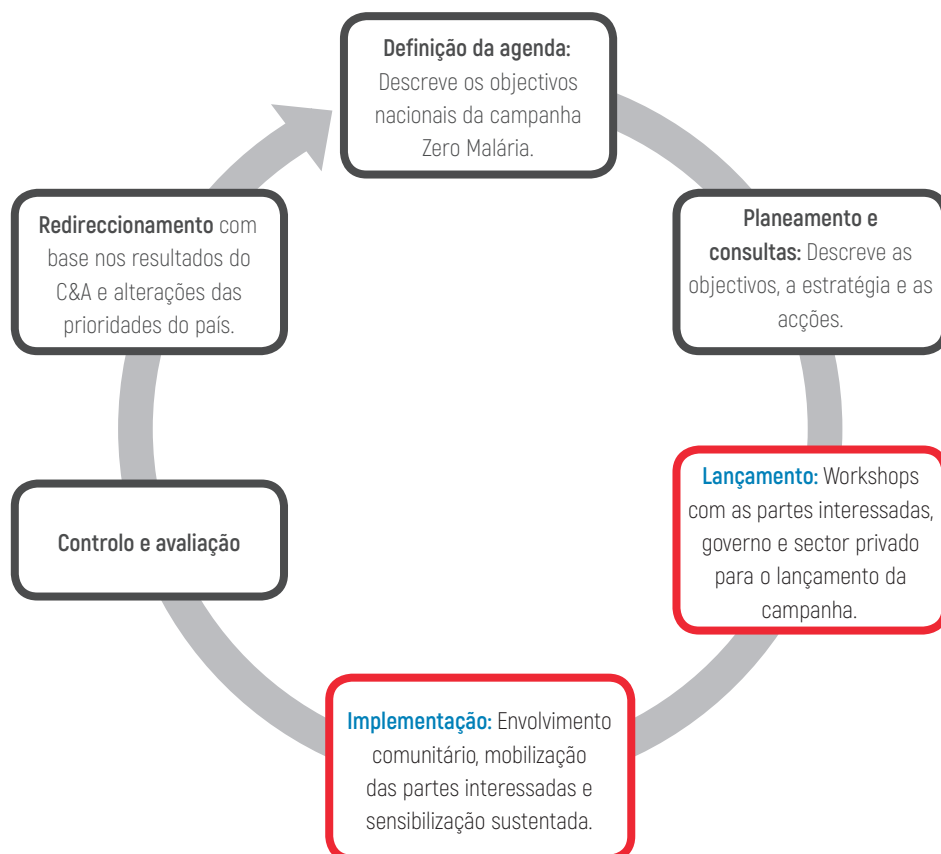 Definição da agenda:
Descreve os objectivos
nacionais da campanha
Zero Malária.
Planeamento e
consultas: Descreve as
objectivos, a estratégia e as
acções.
Lançamento: Workshops
com as partes interessadas,
governo e sector privado
para o lançamento da
campanha.
Implementação: Envolvimento
comunitário, mobilização
das partes interessadas e
sensibilização sustentada.
Controlo e avaliação
Redireccionamento com
base nos resultados do
C&A e alterações das
prioridades do país.